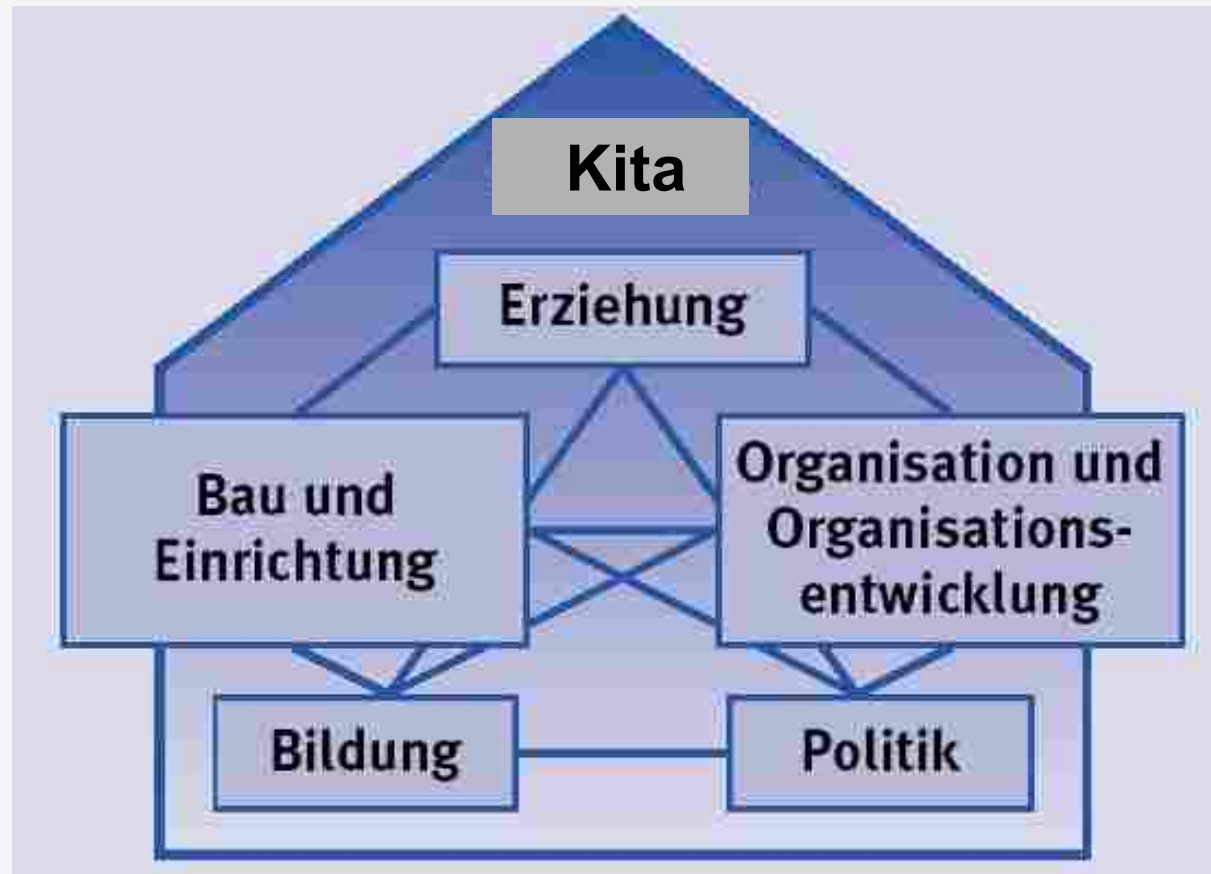 Kita
Erziehung
Bau und
Einrichtung
Organisation und
Organisations-
entwicklung
Bildung
Politik